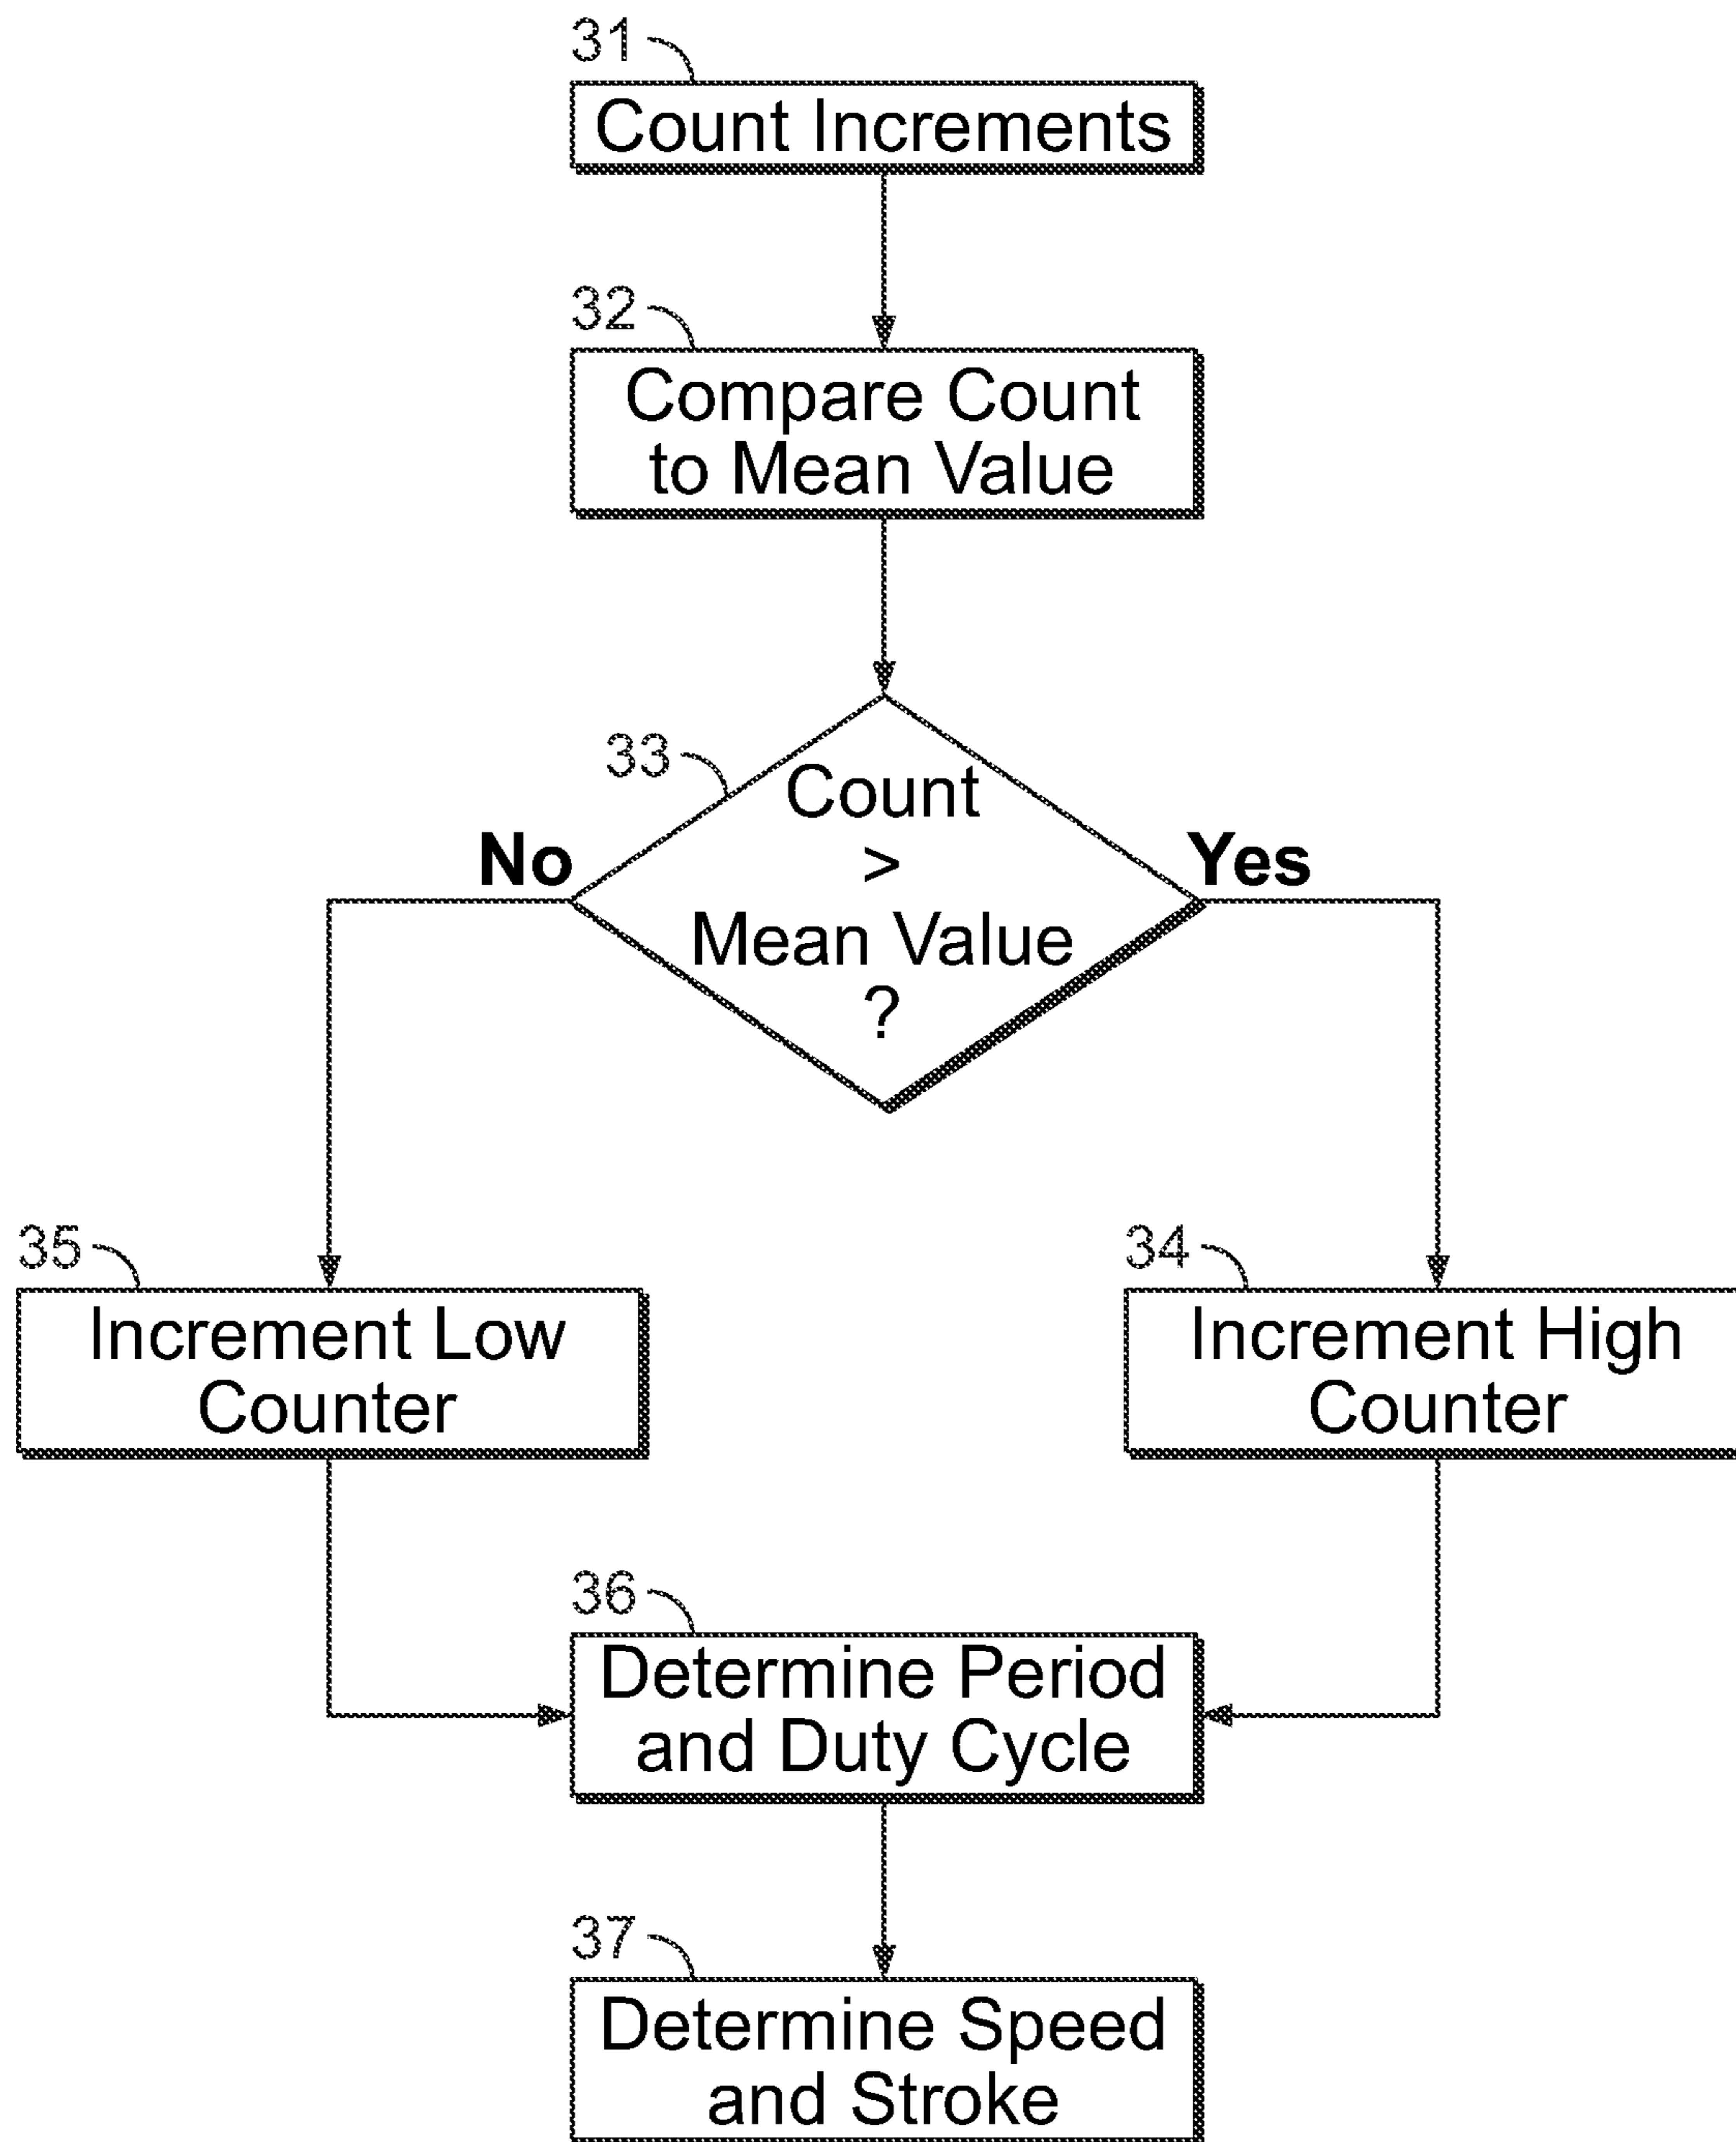 31
Count Increments
32
Compare Count
to Mean Value
33
Count
>
Mean Value
?
No
Yes
35
Increment Low
Counter
34
Increment High
Counter
36
Determine Period
and Duty Cycle
37
Determine Speed
and Stroke